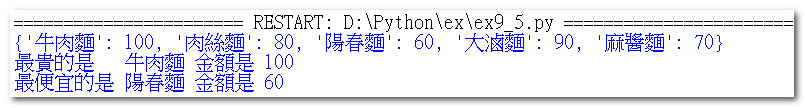 ======================= RESTART: D:\Python\ex\ex9_5.py =======================
{'牛肉麵': 100, '肉絲麵': 80, '陽春麵': 60, '大滷麵': 90, '麻醬麵': 70}
最貴的是   牛肉麵 金額是 100
最便宜的是 陽春麵 金額是 60